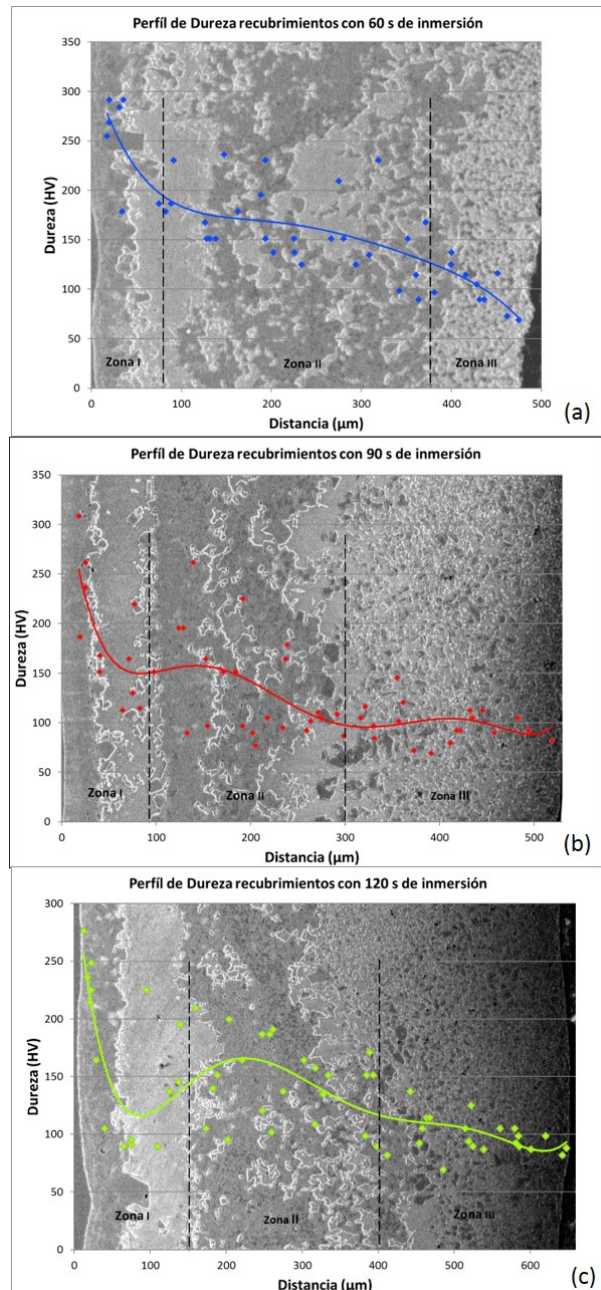 Perfíl de Dureza recubrimientos con 60 s de inmersión
350
300
250
200
150
100
50
0
Dureza (HV)
Zona I
Zona II
Zona III
0 100 200 300 400 500
Distancia (µm)
(a)
Perfíl de Dureza recubrimientos con 90 s de inmersión
350
300
250
200
150
100
50
0
Dureza (HV)
Zona I
Zona II
Zona III
0 100 200 300 400 500
Distancia (µm)
(b)
Perfíl de Dureza recubrimientos con 120 s de inmersión
350
300
250
200
150
100
50
0
Dureza (HV)
Zona I
Zona II
Zona III
0 100 200 300 400 500 600
Distancia (µm)
(c)